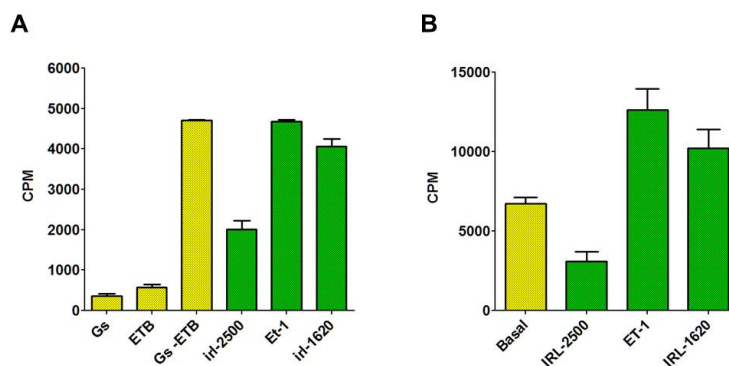 A
B
6000
5000
4000
3000
2000
1000
0
CPM
Gs
ETB
Gs -ETB
irl-2500
Et-1
irl-1620
15000
10000
5000
0
CPM
Basal
IRL-2500
ET-1
IRL-1620